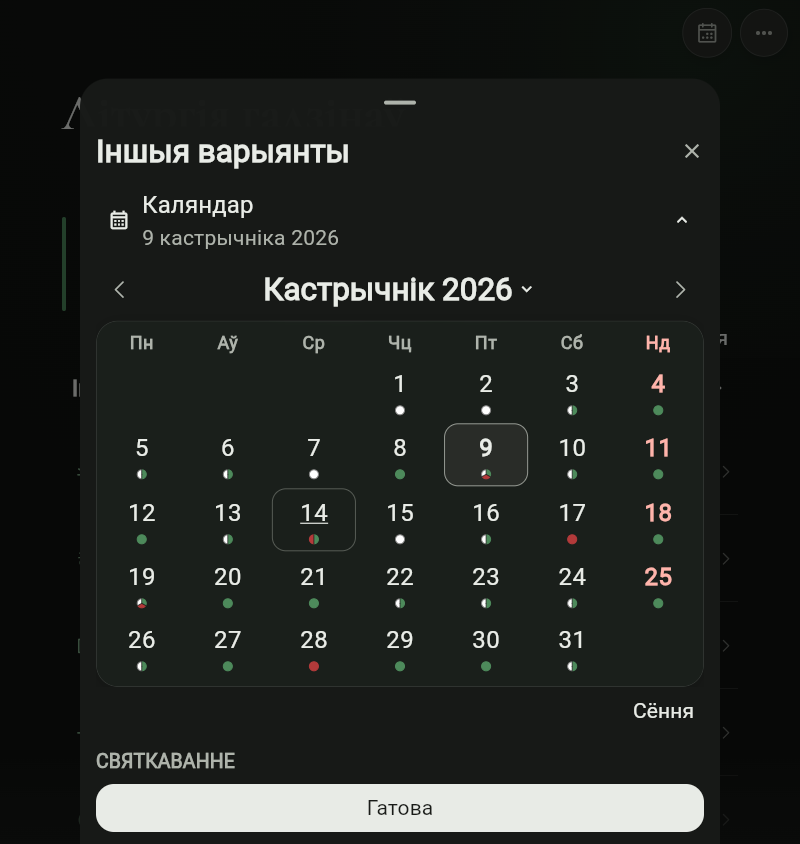 Іншыя варыянты
Каляндар
9 кастрычніка 2026
Кастрычнік 2026
Пн Аў Ср Чц Пт Сб Нд
1 2 3 4
5 6 7 8 9 10 11
12 13 14 15 16 17 18
19 20 21 22 23 24 25
26 27 28 29 30 31
Сёння
СВЯТКАВАННЕ
Гатова